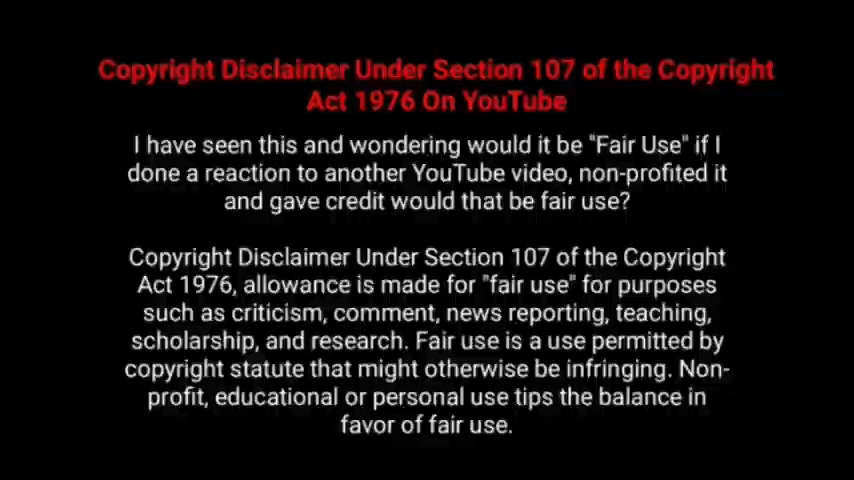 Copyright Disclaimer Under Section 107 of the Copyright
Act 1976 On YouTube
I have seen this and wondering would it be "Fair Use" if I
done a reaction to another YouTube video, non-profited it
and gave credit would that be fair use?
Copyright Disclaimer Under Section 107 of the Copyright
Act 1976, allowance is made for "fair use" for purposes
such as criticism, comment, news reporting, teaching,
scholarship, and research. Fair use is a use permitted by
copyright statute that might otherwise be infringing. Non-
profit, educational or personal use tips the balance in
favor of fair use.